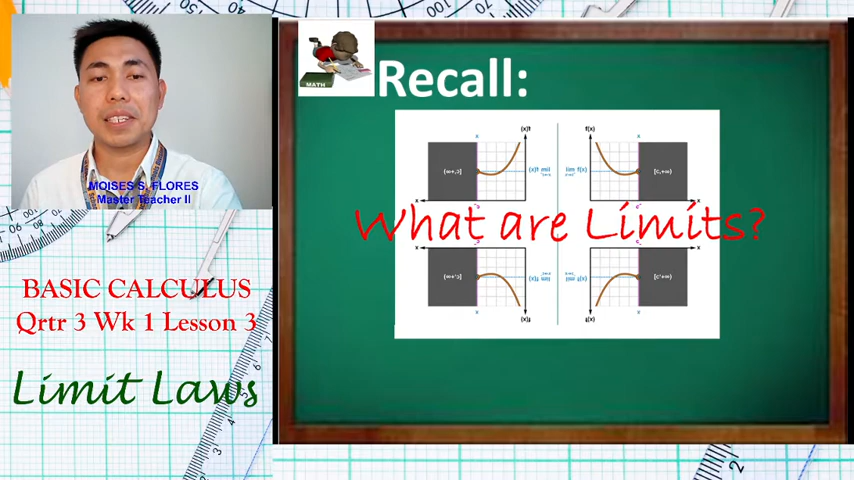 MOISES S. FLORES
Master Teacher II
BASIC CALCULUS
Qrtr 3 Wk 1 Lesson 3
Limit Laws
MATH
Recall:
What are Limits?
f(x)
f(x)
[c,+∞)
lim f(x)
x
x